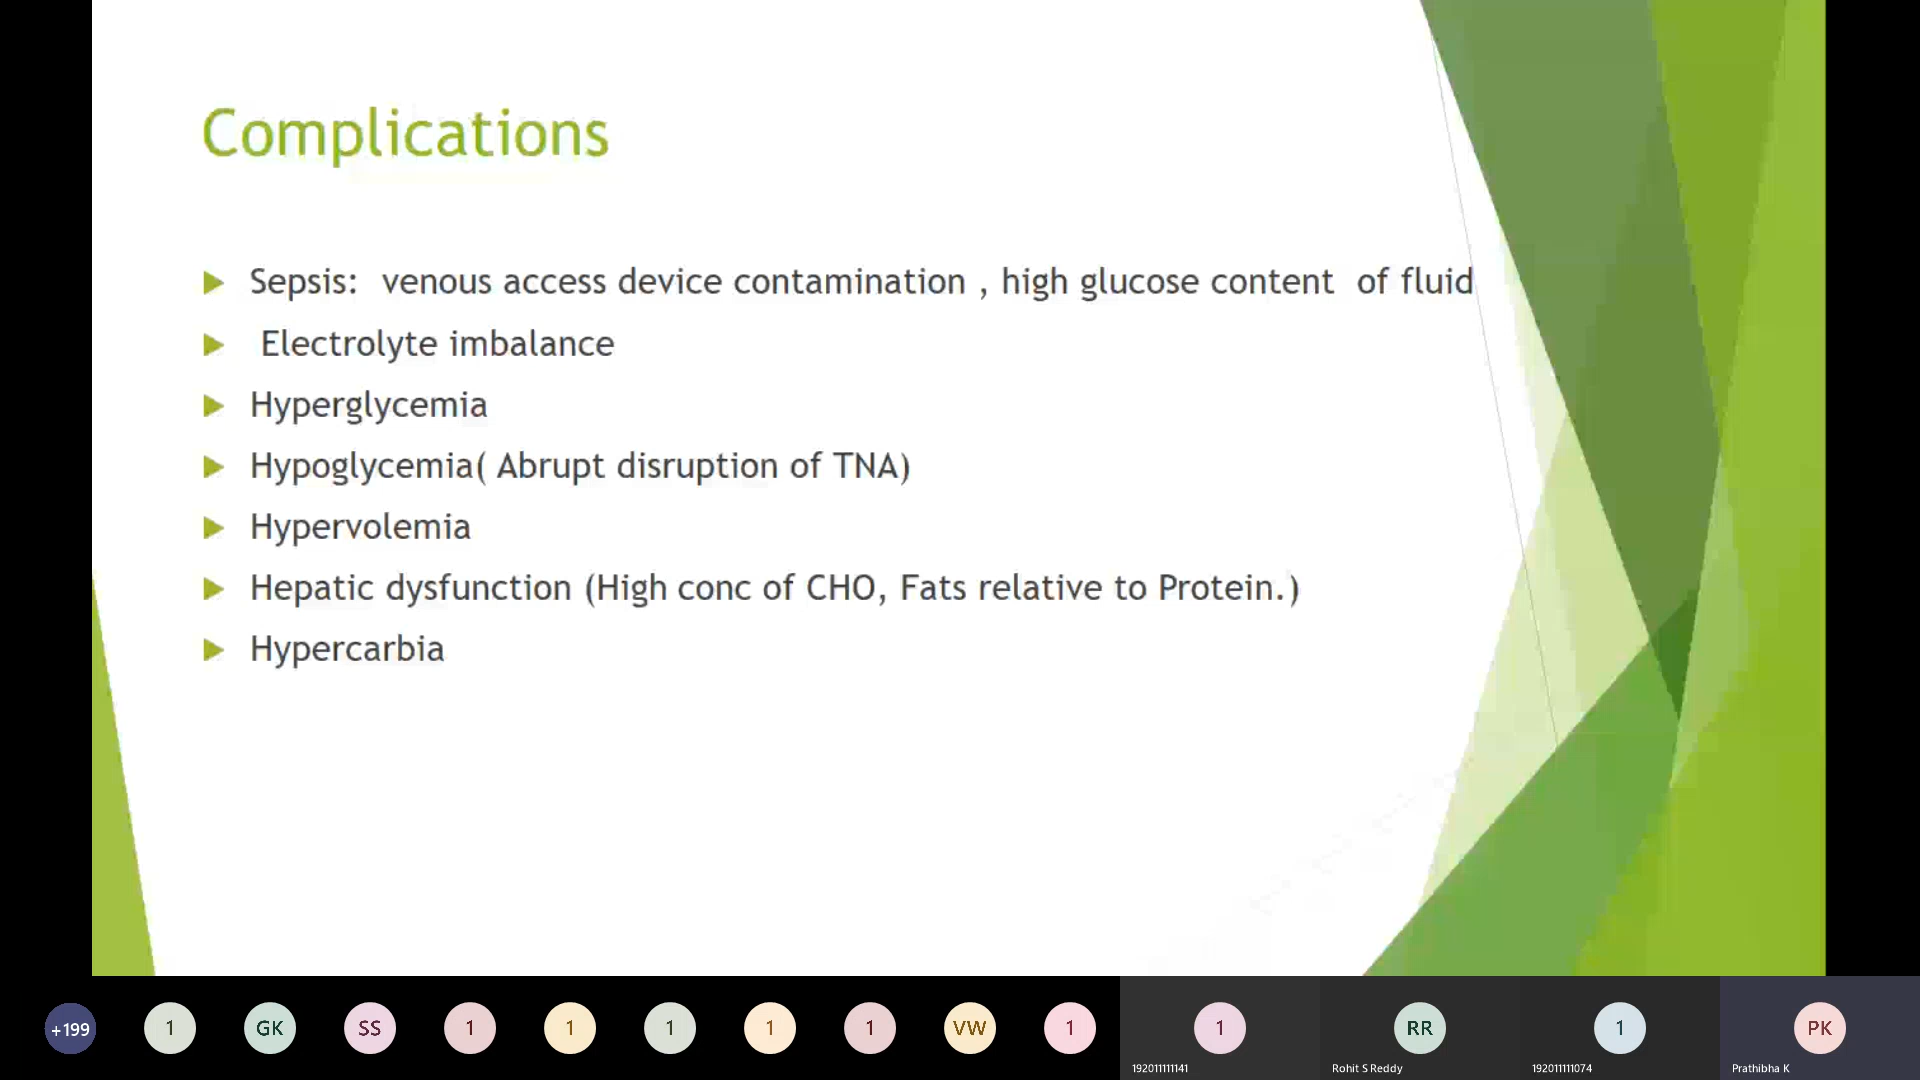 Complications
Sepsis: venous access device contamination , high glucose content of fluid
Electrolyte imbalance
Hyperglycemia
Hypoglycemia( Abrupt disruption of TNA)
Hypervolemia
Hepatic dysfunction (High conc of CHO, Fats relative to Protein.)
Hypercarbia
+199 1 GK SS 1 1 1 1 1 VW 1 1 RR 1 PK
192011111141 Rohit S Reddy 192011111074 Prathibha K